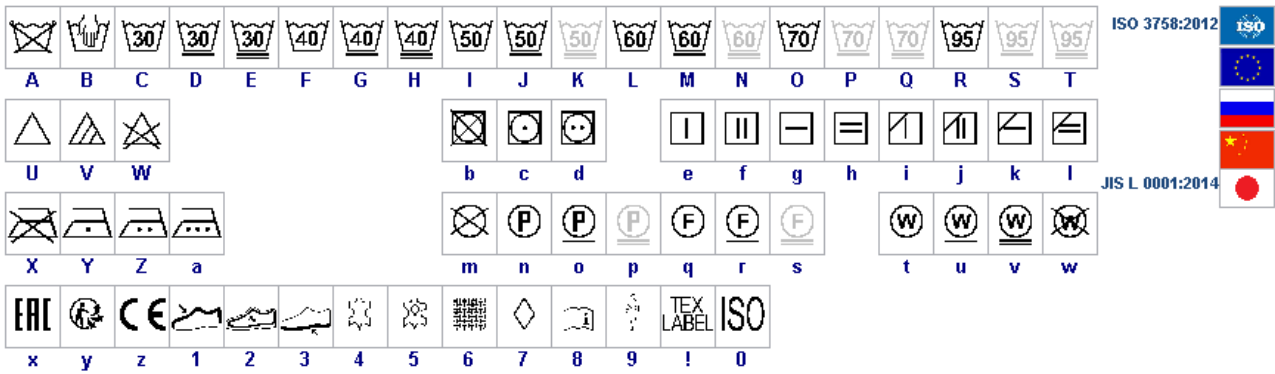 30 30 30 40 40 40 50 50 50 60 60 60 70 70 70 95 95 95 ISO 3758:2012 ISO
A B C D E F G H I J K L M N O P Q R S T
U V W b c d e f g h i j k l JIS L 0001:2014
P P P F F F W W W W
X Y Z a m n o p q r s t u v w
EAC CE i TEX LABEL ISO
x y z 1 2 3 4 5 6 7 8 9 ! 0